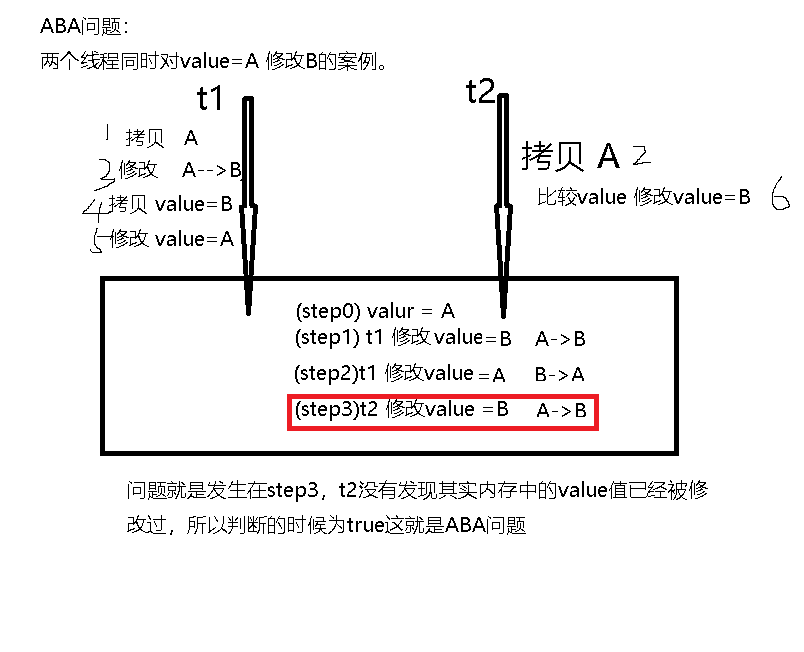 ABA问题：
两个线程同时对value=A 修改B的案例。
t1
t2
1 拷贝 A
3 修改 A-->B
4 拷贝 value=B
5 修改 value=A
拷贝 A 2
比较value 修改value=B 6
(step0) valur = A
(step1) t1 修改value=B A->B
(step2)t1 修改value=A B->A
(step3)t2 修改value =B A->B
问题就是发生在step3，t2没有发现其实内存中的value值已经被修
改过，所以判断的时候为true这就是ABA问题